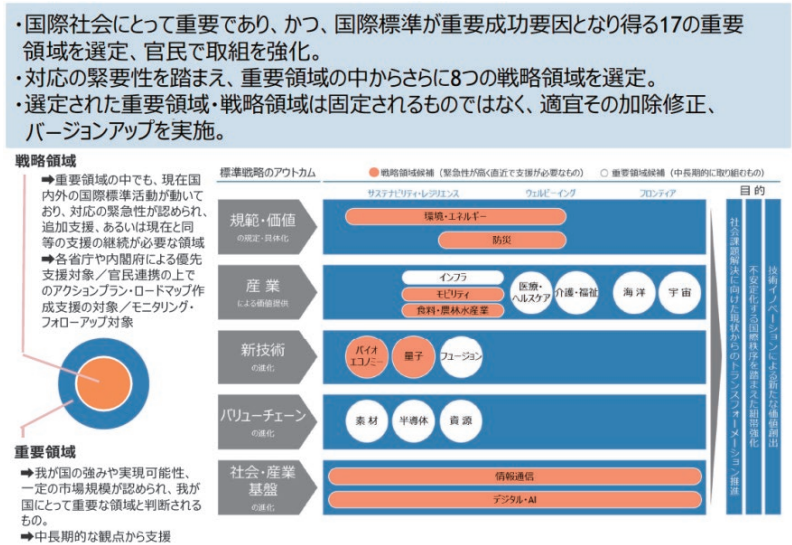 ・国際社会にとって重要であり、かつ、国際標準が重要成功要因となり得る17の重要
領域を選定、官民で取組を強化。
・対応の緊要性を踏まえ、重要領域の中からさらに8つの戦略領域を選定。
・選定された重要領域・戦略領域は固定されるものではなく、適宜その加除修正、
バージョンアップを実施。
戦略領域
➡重要領域の中でも、現在国
内外の国際標準活動が動いて
おり、対応の緊急性が認められ、
追加支援、あるいは現在と同
等の支援の継続が必要な領域
➡各省庁や内閣府による優先
支援対象／官民連携の上で
のアクションプラン・ロードマップ作
成支援の対象／モニタリング・
フォローアップ対象
重要領域
➡我が国の強みや実現可能性、
一定の市場規模が認められ、我が
国にとって重要な領域と判断される
もの。
➡中長期的な観点から支援
標準戦略のアウトカム
戦略領域候補（緊急性が高く直近で支援が必要なもの）
重要領域候補（中長期的に取り組むもの）
サステナビリティ・レジリエンス
ウェルビーイング
フロンティア
目的
規範・価値
の規定・具体化
環境・エネルギー
防災
産業
による価値提供
インフラ
モビリティ
食料・農林水産業
医療・
ヘルスケア
介護・福祉
海洋
宇宙
新技術
の進化
バイオ
エコノミー
量子
フュージョン
バリューチェーン
の進化
素材
半導体
資源
社会・産業
基盤
の進化
情報通信
デジタル・AI
社会課題解決に向けた現状からのトランスフォーメーション推進
不安定化する国際秩序を踏まえた紐帯強化
技術イノベーションによる新たな価値創出